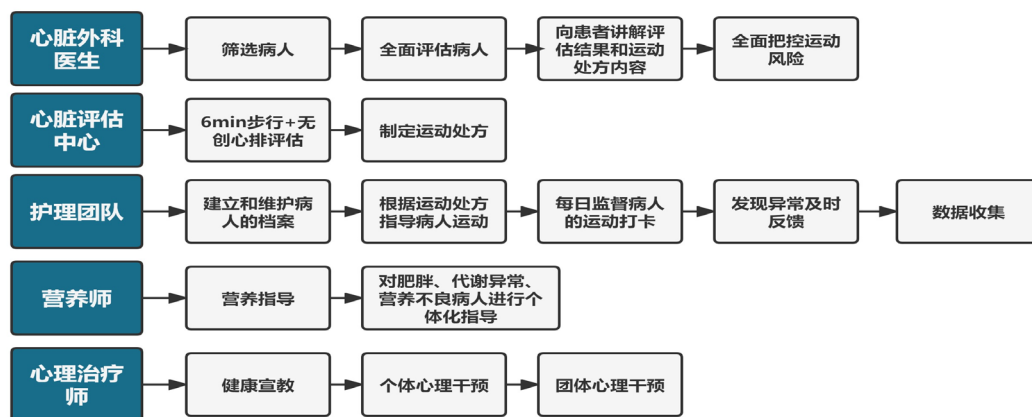 心脏外科
医生
筛选病人
全面评估病人
向患者讲解评
估结果和运动
处方内容
全面把控运动
风险
心脏评估
中心
6min步行+无
创心排评估
制定运动处方
护理团队
建立和维护病
人的档案
根据运动处方
指导病人运动
每日监督病人
的运动打卡
发现异常及时
反馈
数据收集
营养师
营养指导
对肥胖、代谢异常、
营养不良病人进行个
体化指导
心理治疗
师
健康宣教
个体心理干预
团体心理干预